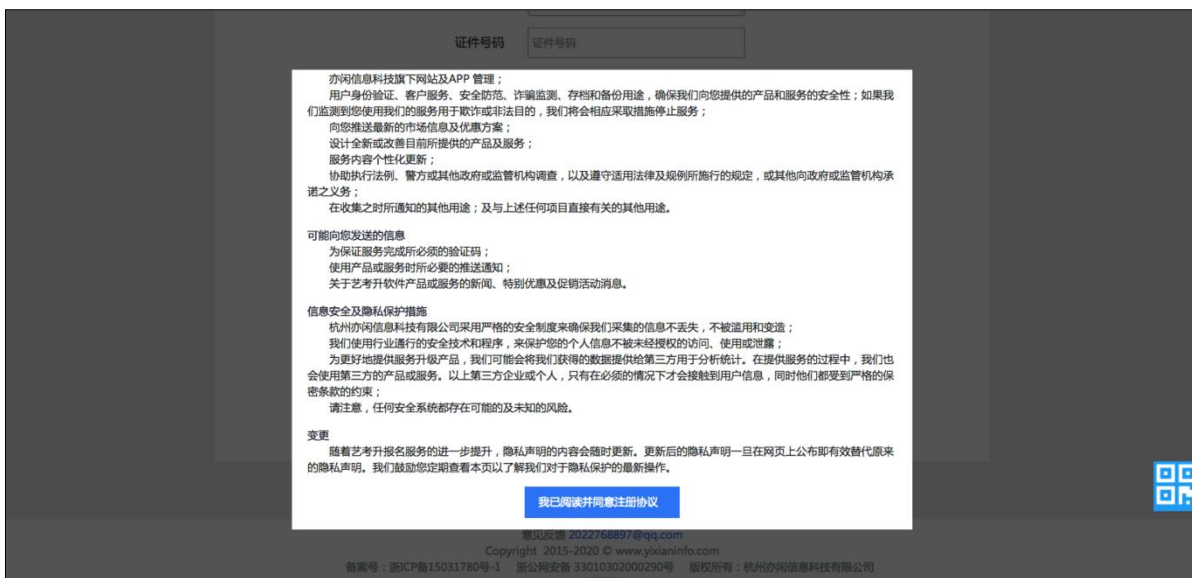 证件号码 证件号码
亦闲信息科技旗下网站及APP 管理；
用户身份验证、客户服务、安全防范、诈骗监测、存档和备份用途，确保我们向您提供的产品和服务的安全性；如果我
们监测到您使用我们的服务用于欺诈或非法目的，我们将会相应采取措施停止服务；
向您推送最新的市场信息及优惠方案；
设计全新或改善目前所提供的产品及服务；
服务内容个性化更新；
协助执行法例、警方或其他政府或监管机构调查，以及遵守适用法律及规例所施行的规定，或其他向政府或监管机构承
诺之义务；
在收集之时所通知的其他用途；及与上述任何项目直接有关的其他用途。
可能向您发送的信息
为保证服务完成所必须的验证码；
使用产品或服务时所必要的推送通知；
关于艺考升软件产品或服务的新闻、特别优惠及促销活动消息。
信息安全及隐私保护措施
杭州亦闲信息科技有限公司采用严格的安全制度来确保我们采集的信息不丢失，不被滥用和变造；
我们使用行业通行的安全技术和程序，来保护您的个人信息不被未经授权的访问、使用或泄露；
为更好地提供服务升级产品，我们可能会将我们获得的数据提供给第三方用于分析统计。在提供服务的过程中，我们也
会使用第三方的产品或服务。以上第三方企业或个人，只有在必须的情况下才会接触到用户信息，同时他们都受到严格的保
密条款的约束；
请注意，任何安全系统都存在可能的及未知的风险。
变更
随着艺考升报名服务的进一步提升，隐私声明的内容会随时更新。更新后的隐私声明一旦在网页上公布即有效替代原来
的隐私声明。我们鼓励您定期查看本页以了解我们对于隐私保护的最新操作。
我已阅读并同意注册协议
意见反馈 2022768897@qq.com
Copyright 2015-2020 © www.yixianinfo.com
备案号：浙ICP备15031780号-1 浙公网安备 33010302000290号 版权所有：杭州亦闲信息科技有限公司